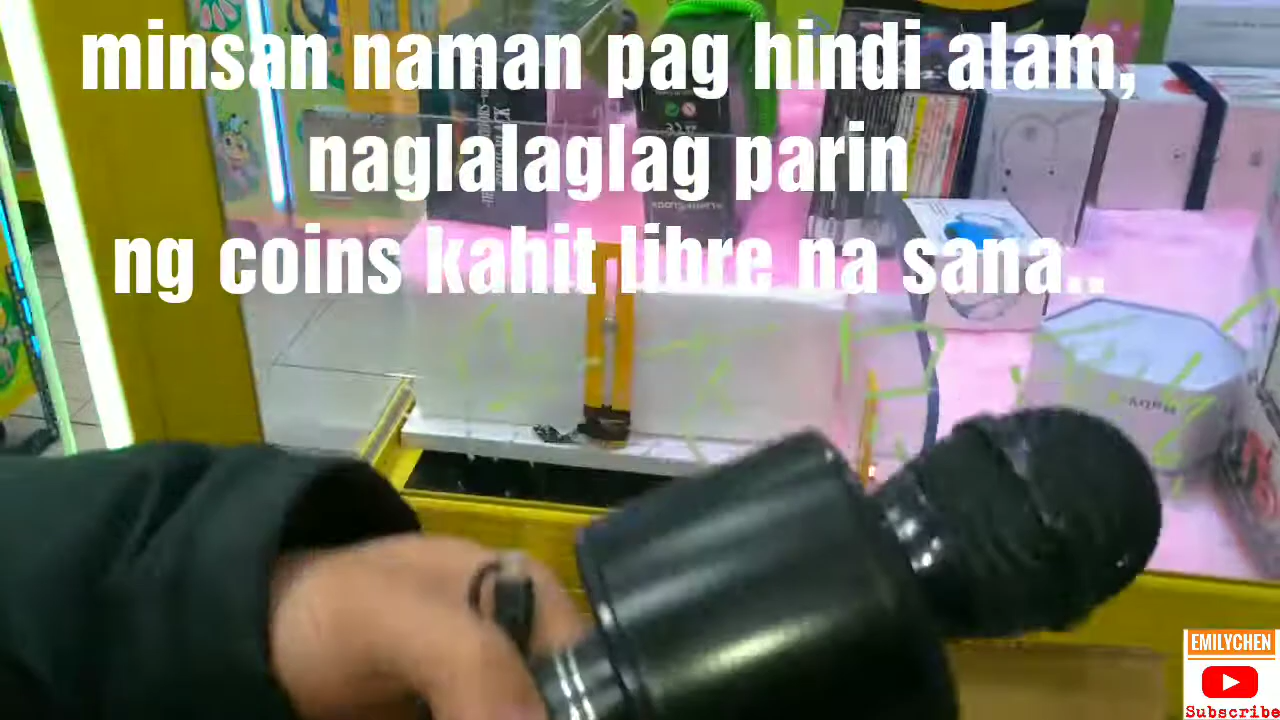 minsan naman pag hindi alam,
naglalaglag parin
ng coins kahit libre na sana..
EMILYCHEN
Subscribe